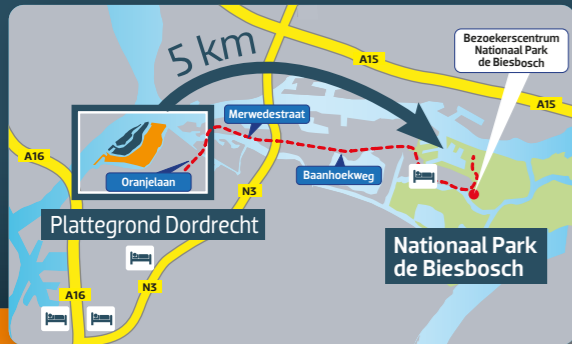 5 km
A15
Bezoekerscentrum
Nationaal Park
de Biesbosch
A15
Merwedestraat
A16
Oranjelaan
Baanhoekweg
N3
Plattegrond Dordrecht
Nationaal Park
de Biesbosch
A16
N3